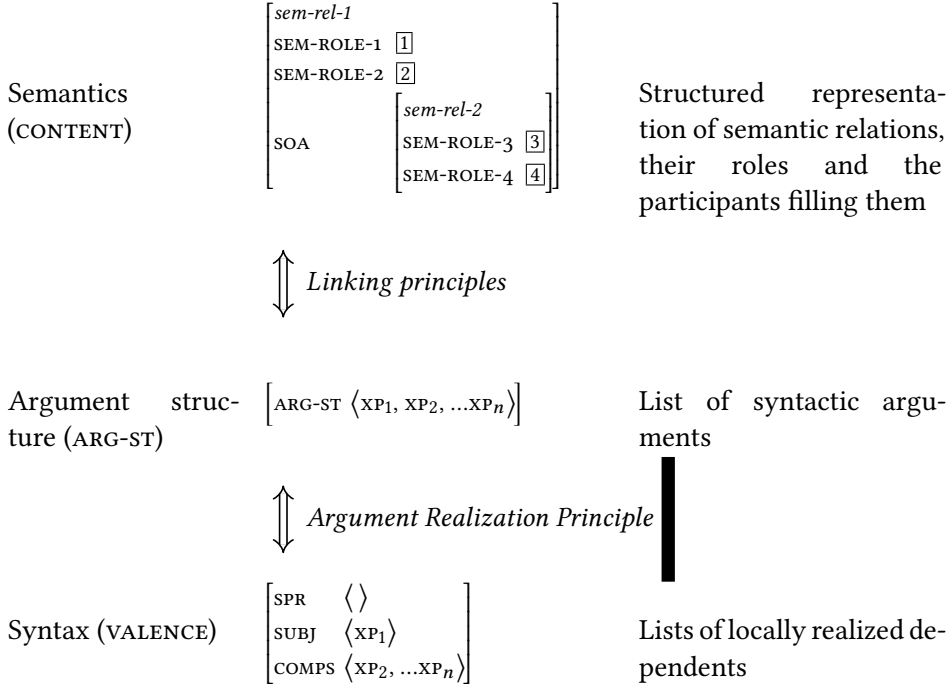 sem-rel-1
SEM-ROLE-1 1
SEM-ROLE-2 2
SOA
sem-rel-2
SEM-ROLE-3 3
SEM-ROLE-4 4
Semantics
(CONTENT)
Structured representa-
tion of semantic relations,
their roles and the
participants filling them
Linking principles
Argument struc-
ture (ARG-ST)
[ARG-ST ⟨XP1, XP2, …XPn⟩]
List of syntactic argu-
ments
Argument Realization Principle
Syntax (VALENCE)
SPR ⟨ ⟩
SUBJ ⟨XP1⟩
COMPS ⟨XP2, …XPn⟩
Lists of locally realized de-
pendents